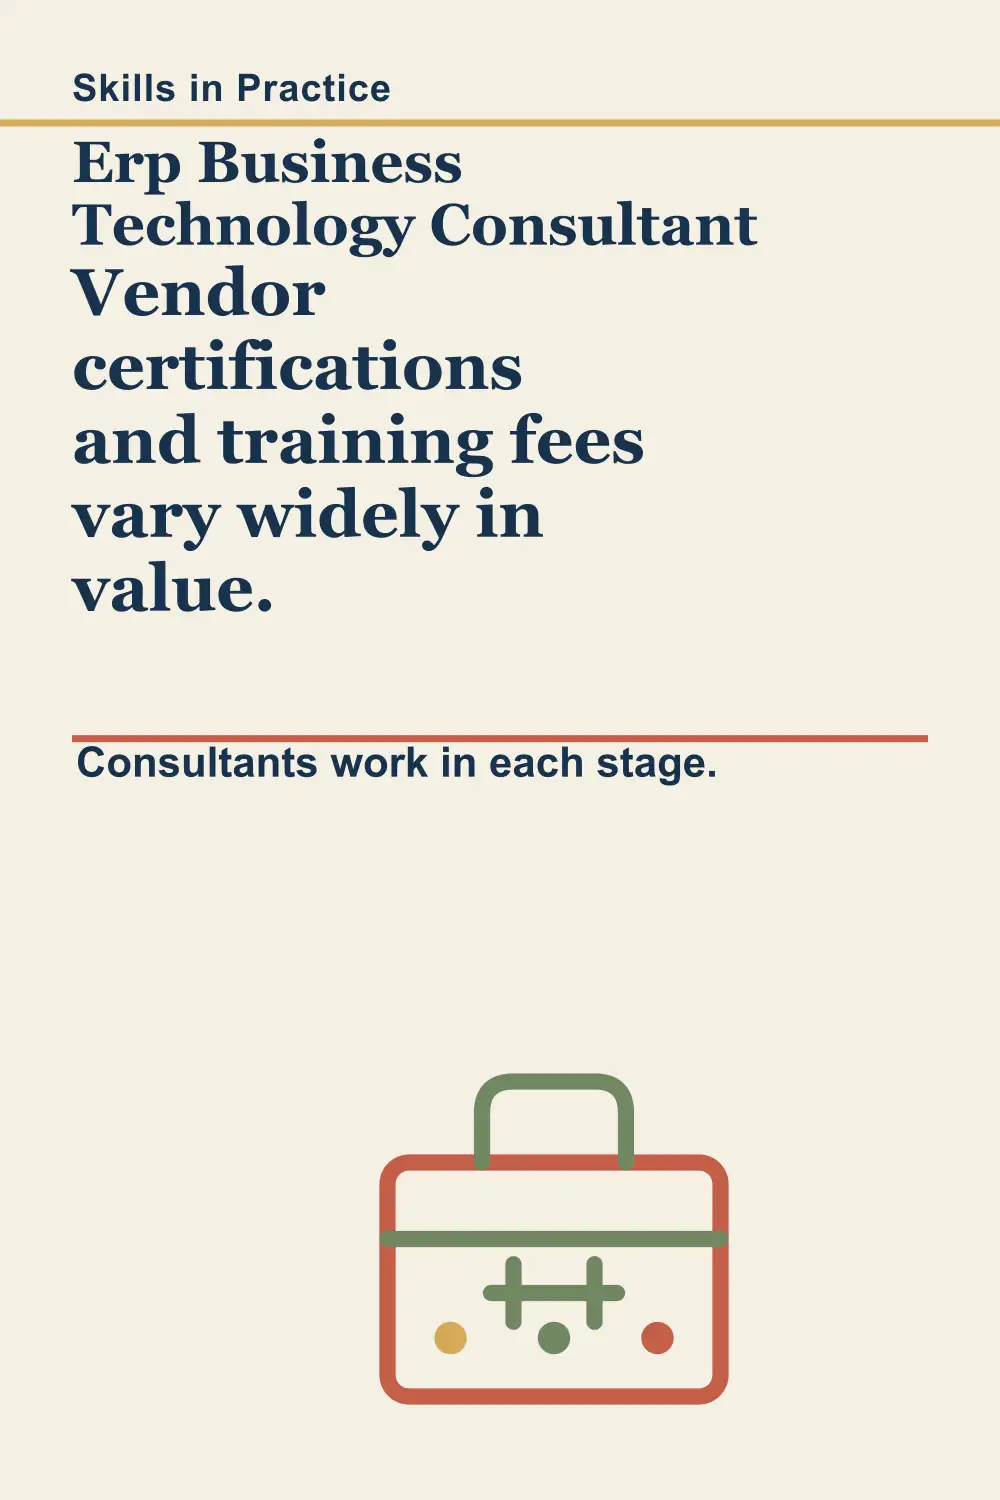 Skills in Practice
Erp Business
Technology Consultant
Vendor
certifications
and training fees
vary widely in
value.
Consultants work in each stage.